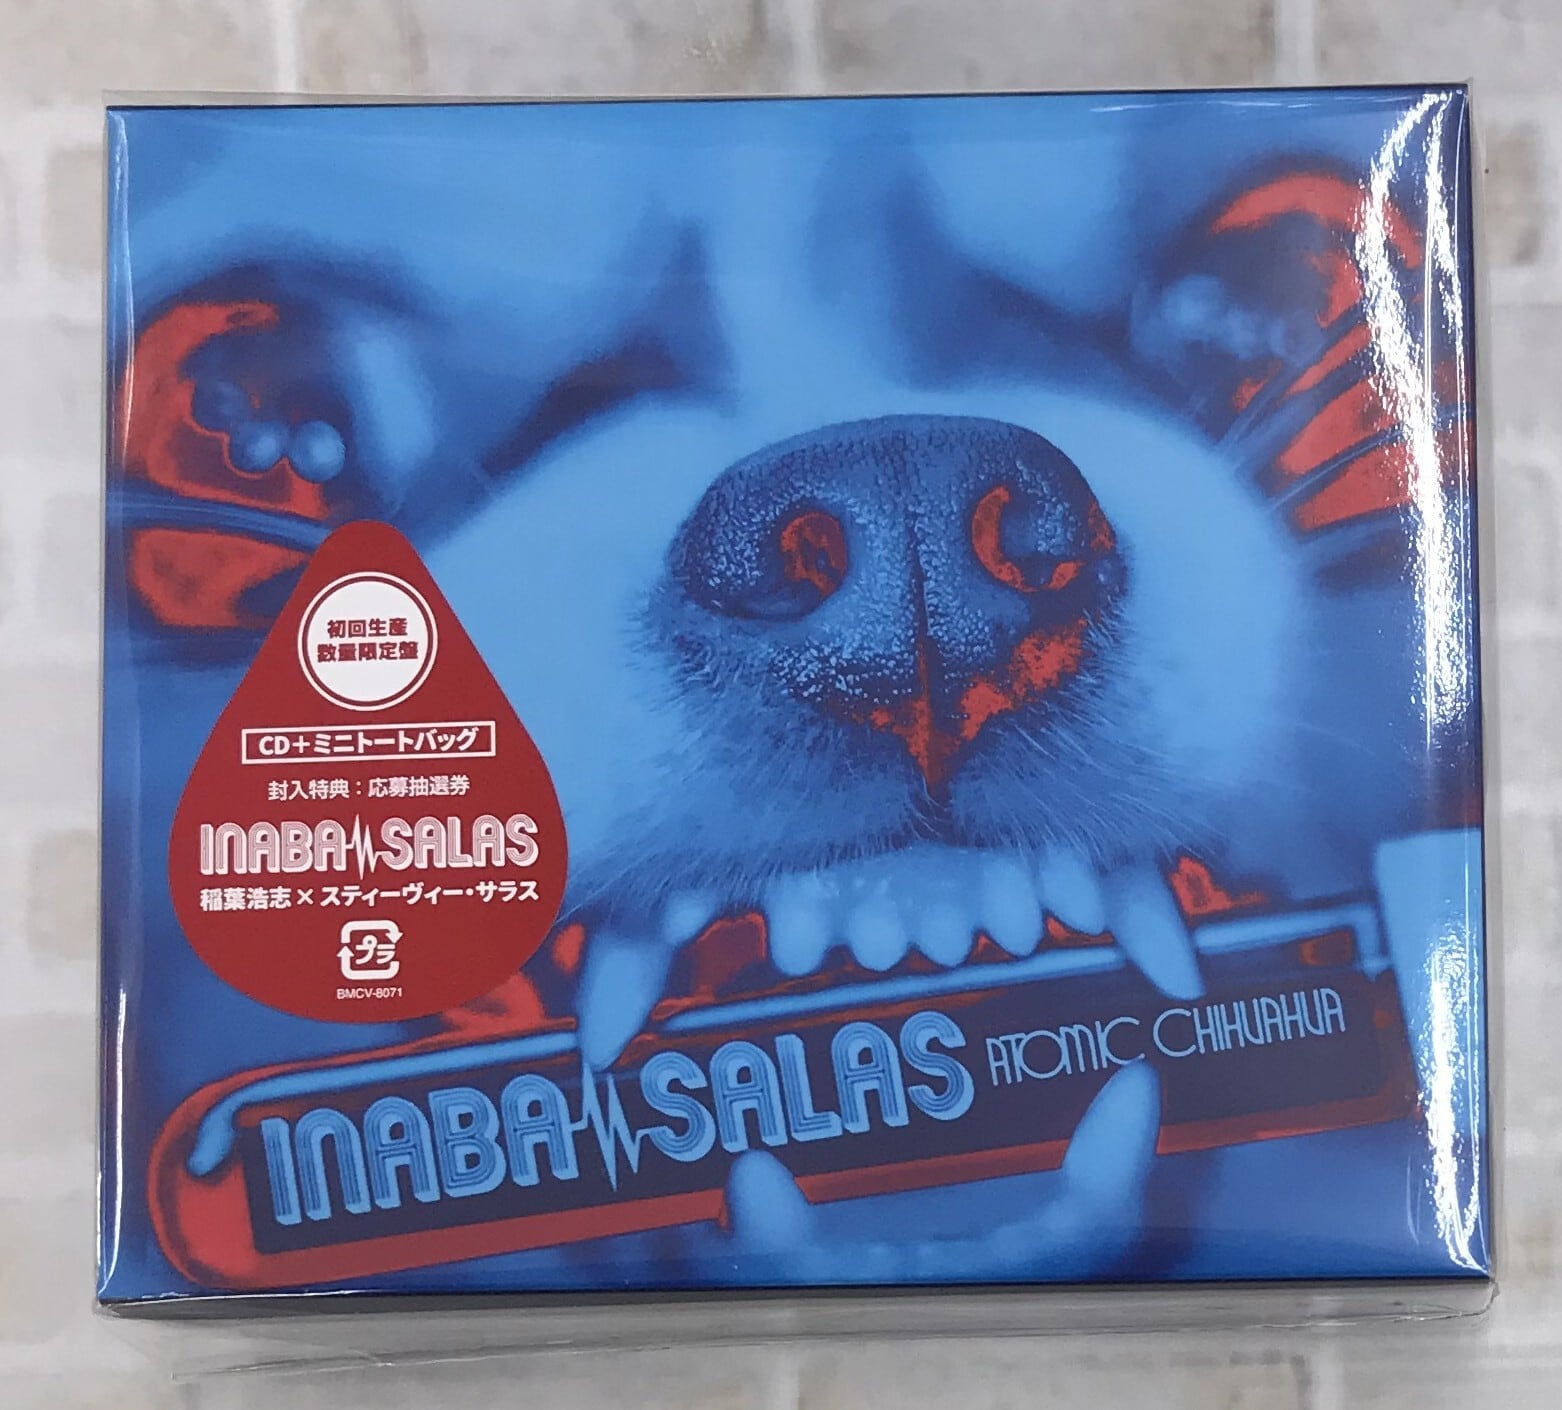 初回生産
数量限定盤
CD＋ミニトートバッグ
封入特典：応募抽選券
INABA SALAS
稲葉浩志×スティーヴィー・サラス
プラ
BMCV-8071
INABA SALAS ATOMIC CHIHUAHUA